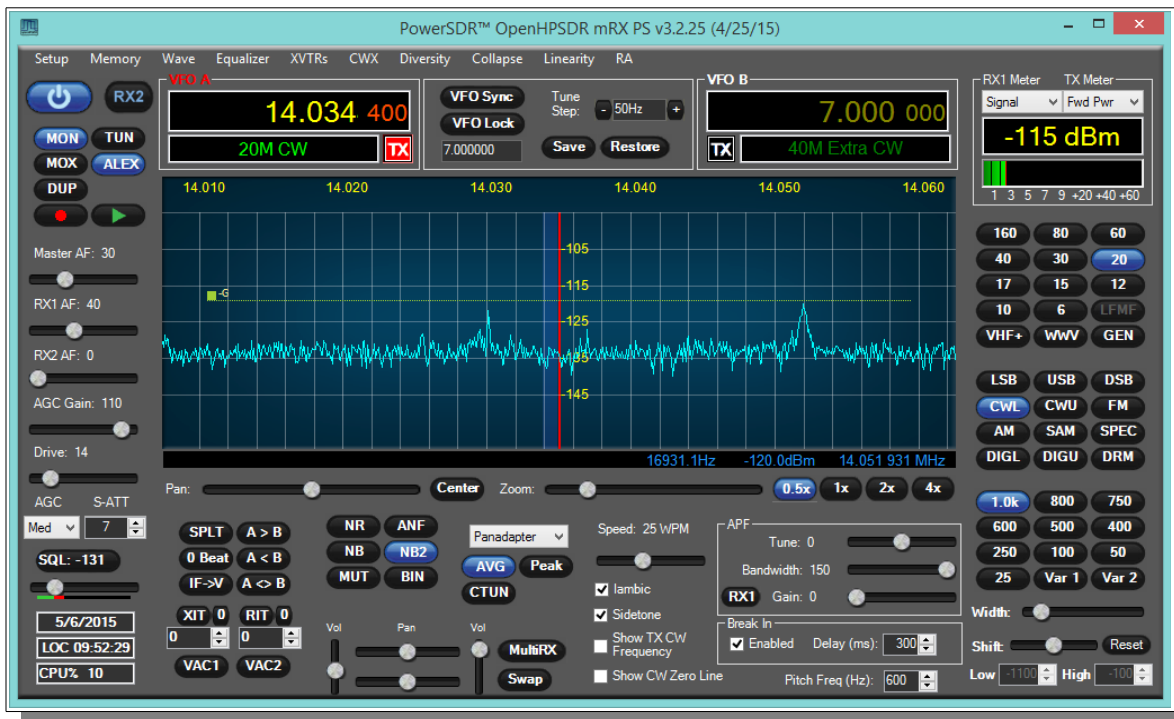 PowerSDR™ OpenHPSDR mRX PS v3.2.25 (4/25/15)
Setup Memory Wave Equalizer XVTRs CWX Diversity Collapse Linearity RA
RX2
MON TUN
MOX ALEX
DUP
Master AF: 30
RX1 AF: 40
RX2 AF: 0
AGC Gain: 110
Drive: 14
AGC S-ATT
Med 7
SQL: -131
5/6/2015
LOC 09:52:29
CPU% 10
VFO A
14.034 400
20M CW TX
VFO Sync
VFO Lock
7.000000
Tune Step: - 50Hz +
Save Restore
VFO B
7.000 000
TX 40M Extra CW
RX1 Meter TX Meter
Signal Fwd Pwr
-115 dBm
1 3 5 7 9 +20 +40 +60
14.010 14.020 14.030 14.040 14.050 14.060
-105
-G
-115
-125
-135
-145
16931.1Hz -120.0dBm 14.051 931 MHz
Pan: Center Zoom: 0.5x 1x 2x 4x
SPLT A > B
0 Beat A < B
IF->V A <> B
XIT 0 RIT 0
0 0
VAC1 VAC2
NR ANF
NB NB2
MUT BIN
Panadapter
AVG Peak
CTUN
Vol Pan Vol
MultiRX
Swap
Speed: 25 WPM
Iambic
Sidetone
Show TX CW
Frequency
Show CW Zero Line
APF
Tune: 0
Bandwidth: 150
RX1 Gain: 0
Break In
Enabled Delay (ms): 300
Pitch Freq (Hz): 600
160 80 60
40 30 20
17 15 12
10 6 LFMF
VHF+ WWV GEN
LSB USB DSB
CWL CWU FM
AM SAM SPEC
DIGL DIGU DRM
1.0k 800 750
600 500 400
250 100 50
25 Var 1 Var 2
Width:
Shift: Reset
Low -1100 High -100